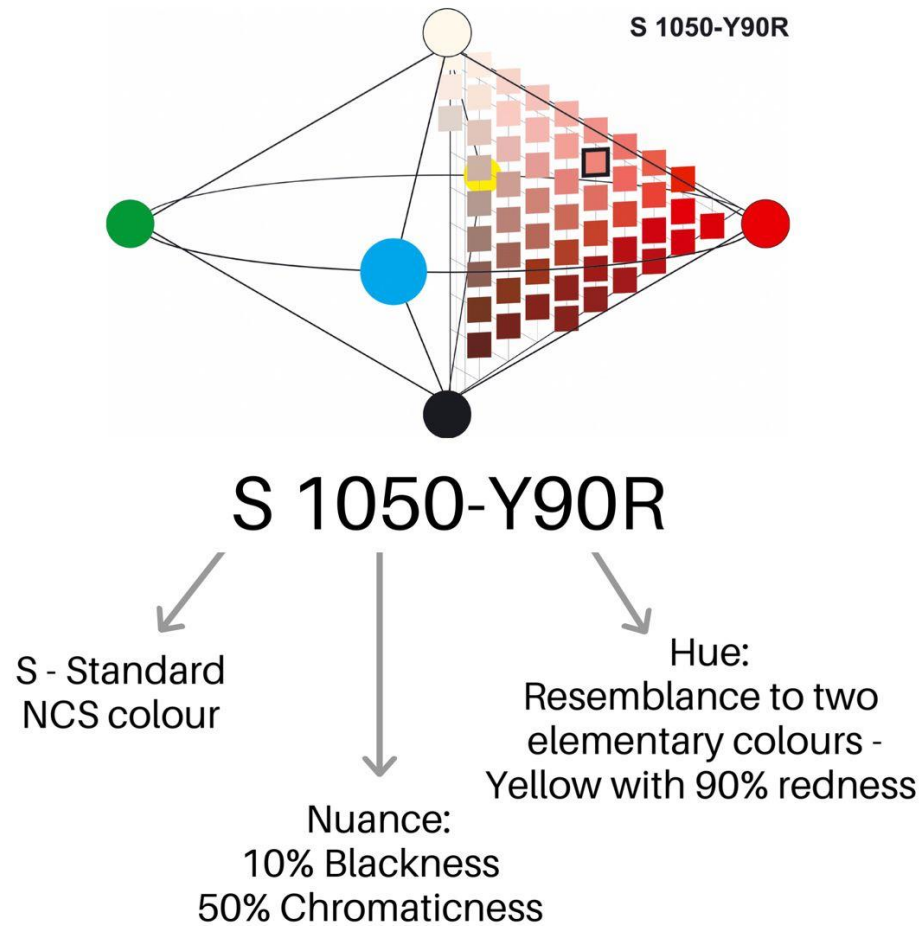 S 1050-Y90R
S 1050-Y90R
S - Standard
NCS colour
Hue:
Resemblance to two
elementary colours -
Yellow with 90% redness
Nuance:
10% Blackness
50% Chromaticness